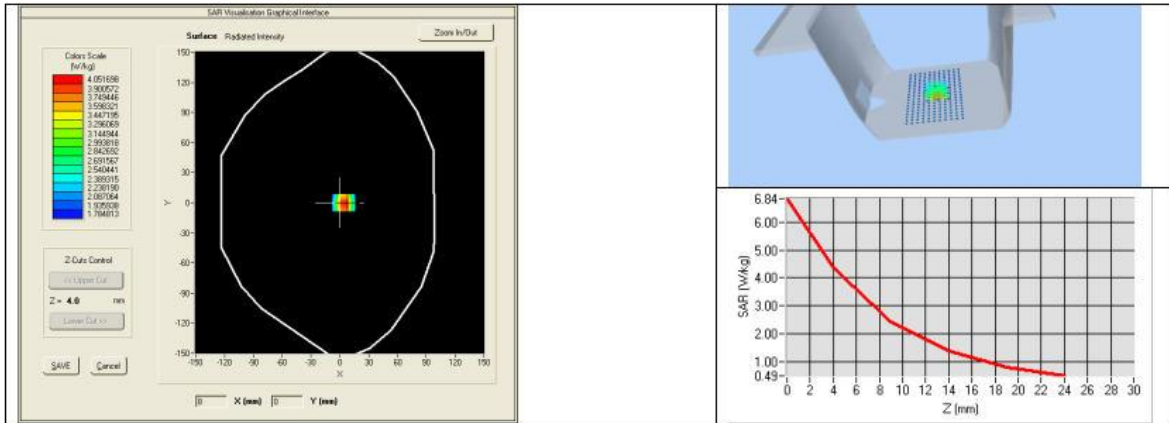 SAR Visualisation Graphical Interface
Surface Radiated Intensity
Zoom In/Out
Colors Scale
(W/kg)
4.051698
3.900572
3.749446
3.598321
3.447195
3.296069
3.144944
2.993818
2.842692
2.691567
2.540441
2.389315
2.238190
2.087064
1.935938
1.784813
Z-Cuts Control
<< Upper Cut
Z = 4.0 mm
Lower Cut >>
SAVE Cancel
150
120
90
60
30
0
-30
-60
-90
-120
-150
Y
-150 -120 -90 -60 -30 0 30 60 90 120 150
X
0 X (mm) 0 Y (mm)
6.84
6.00
5.00
4.00
3.00
2.00
1.00
0.49
SAR (W/kg)
0 2 4 6 8 10 12 14 16 18 20 22 24 26 28 30
Z (mm)